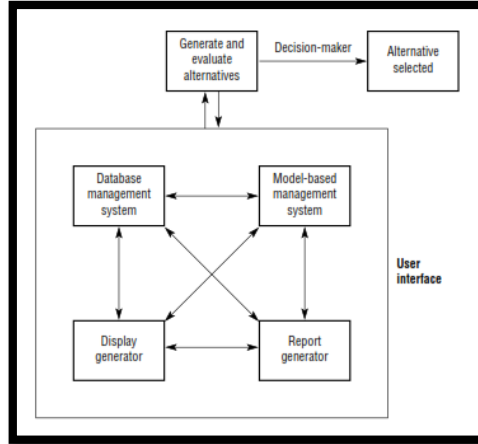 Generate and
evaluate
alternatives
Decision-maker
Alternative
selected
Database
management
system
Model-based
management
system
User
interface
Display
generator
Report
generator